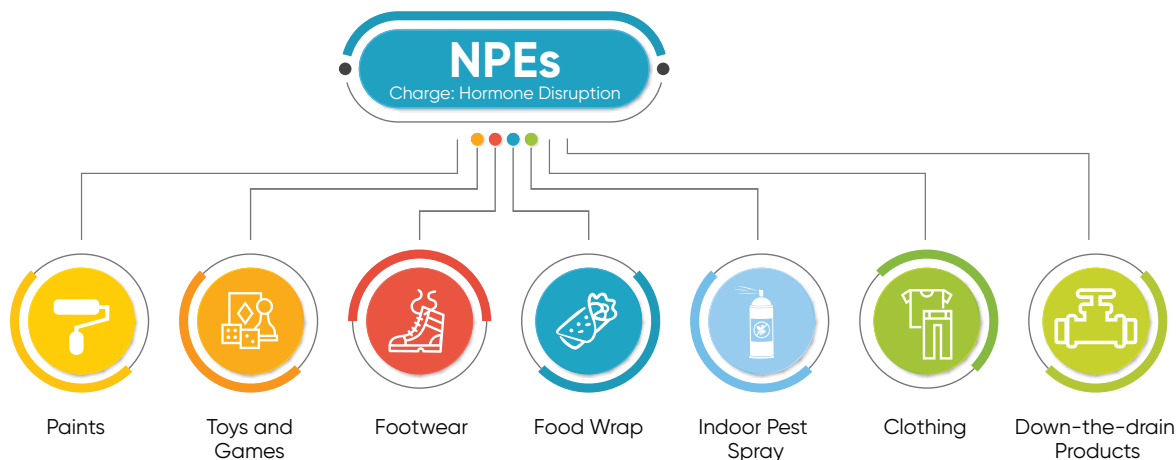 NPEs
Charge: Hormone Disruption
Paints
Toys and
Games
Footwear
Food Wrap
Indoor Pest
Spray
Clothing
Down-the-drain
Products